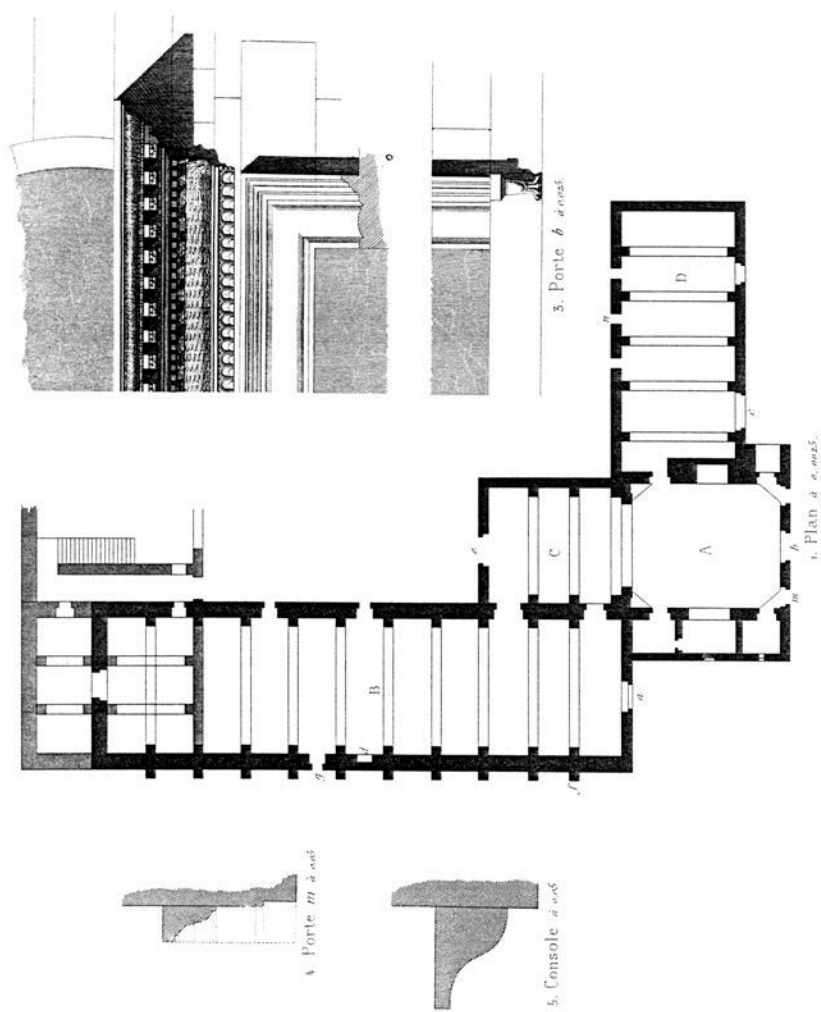 o
3. Porte b à 0.025.
n
D
c
e
C
A
b
m
1. Plan à 0.0025.
B
a
d
g
f
4. Porte m à 0.05
5. Console à 0.05